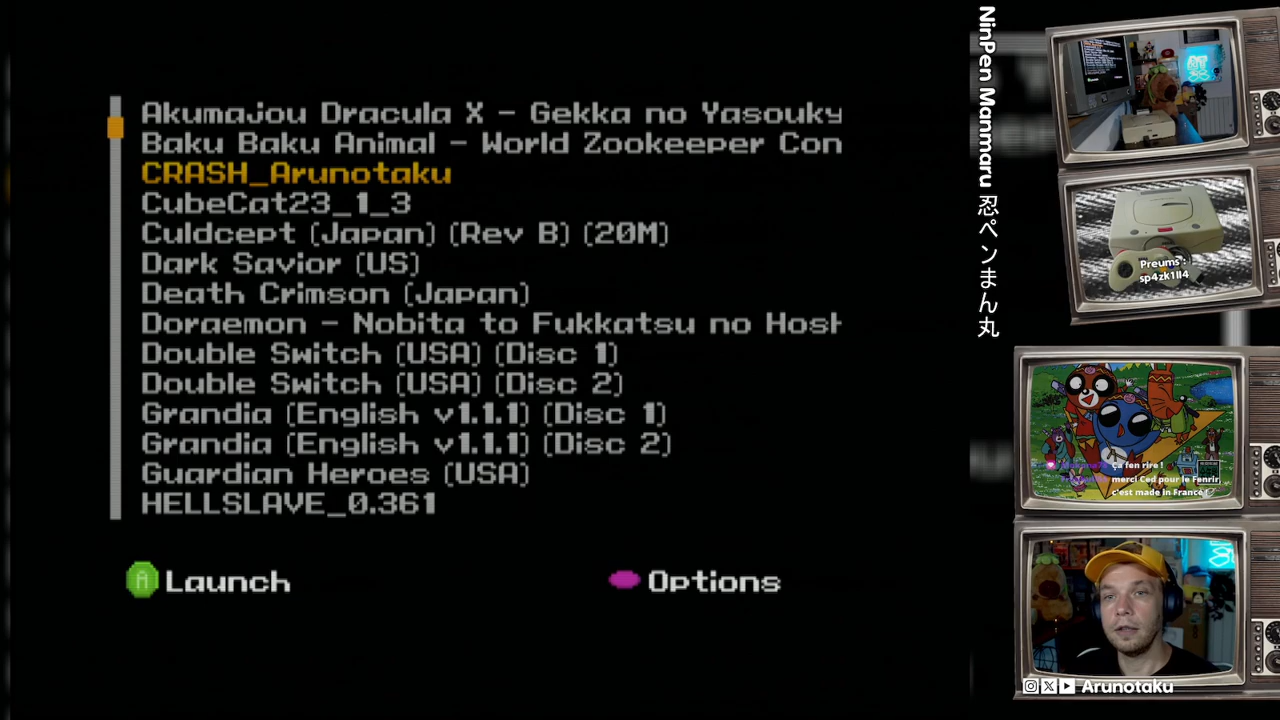 Akumajou Dracula X - Gekka no Yasouky
Baku Baku Animal - World Zookeeper Con
CRASH_Arunotaku
CubeCat23_1_3
Culdcept (Japan) (Rev B) (20M)
Dark Savior (US)
Death Crimson (Japan)
Doraemon - Nobita to Fukkatsu no Hosh
Double Switch (USA) (Disc 1)
Double Switch (USA) (Disc 2)
Grandia (English v1.1.1) (Disc 1)
Grandia (English v1.1.1) (Disc 2)
Guardian Heroes (USA)
HELLSLAVE_0.361
A Launch
Options
NinPen Manmaru 忍ペンまん丸
Preums :
sp4zk1ll4
Ça fen rire !
merci Ced pour le Fenrir,
c'est made in France
Arunotaku